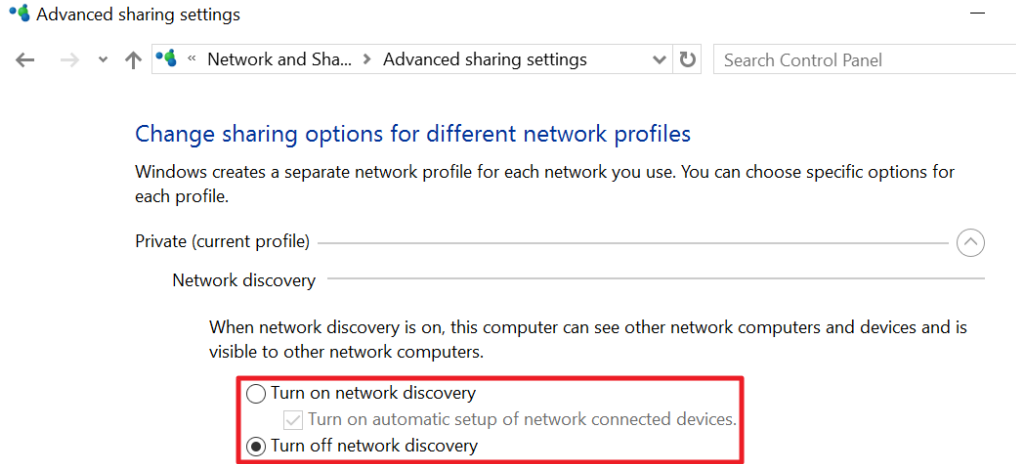 Advanced sharing settings
« Network and Sha... > Advanced sharing settings
Search Control Panel
Change sharing options for different network profiles
Windows creates a separate network profile for each network you use. You can choose specific options for
each profile.
Private (current profile)
Network discovery
When network discovery is on, this computer can see other network computers and devices and is
visible to other network computers.
Turn on network discovery
Turn on automatic setup of network connected devices.
Turn off network discovery